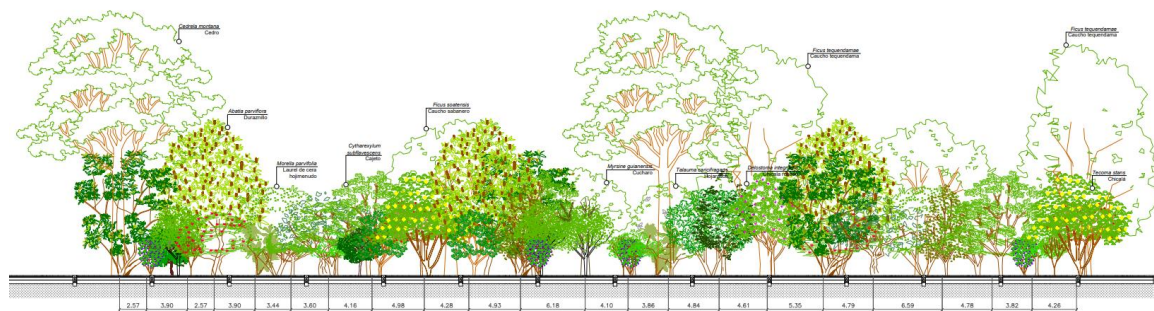 Cedrela montana
Cedro
Ficus tequendamae
Caucho tequendama
Ficus tequendamae
Caucho tequendama
Abatia parviflora
Duraznillo
Ficus soatensis
Caucho sabanero
Morella parvifolia
Laurel de cera
hojimenudo
Cytharexylum
subflavescens
Cajeto
Myrsine guianensis
Cucharo
Talauma
Delostoma
Tecoma stans
Chicalá
2.57 3.90 2.57 3.90 3.44 3.60 4.16 4.98 4.28 4.93 6.18 4.10 3.86 4.84 4.61 5.35 4.79 6.59 4.78 3.82 4.26